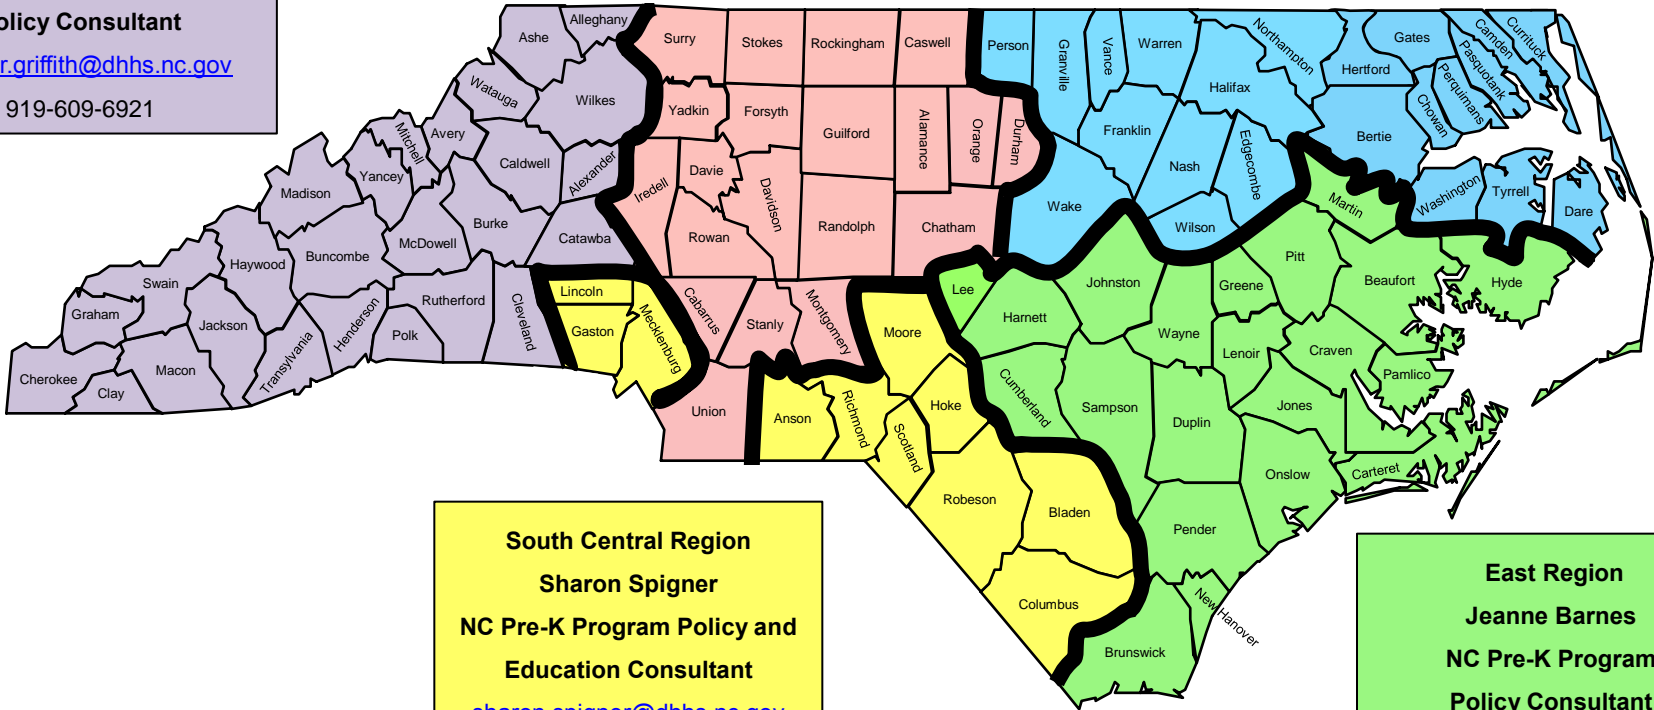 Policy Consultant
r.griffith@dhhs.nc.gov
919-609-6921
Ashe
Alleghany
Surry
Stokes
Rockingham
Caswell
Person
Granville
Vance
Warren
Northampton
Gates
Camden
Currituck
Pasquotank
Perquimans
Hertford
Halifax
Watauga
Wilkes
Yadkin
Forsyth
Guilford
Alamance
Orange
Durham
Franklin
Nash
Edgecombe
Bertie
Chowan
Mitchell
Avery
Caldwell
Alexander
Yancey
Madison
Iredell
Davie
Davidson
Randolph
Chatham
Wake
Wilson
Martin
Washington
Tyrrell
Dare
Burke
McDowell
Catawba
Rowan
Buncombe
Haywood
Swain
Graham
Jackson
Cherokee
Clay
Macon
Transylvania
Henderson
Polk
Rutherford
Cleveland
Lincoln
Gaston
Mecklenburg
Cabarrus
Stanly
Montgomery
Union
Anson
Richmond
Scotland
Hoke
Moore
Lee
Harnett
Johnston
Greene
Pitt
Beaufort
Hyde
Wayne
Lenoir
Craven
Pamlico
Cumberland
Sampson
Duplin
Jones
Onslow
Carteret
Robeson
Bladen
Columbus
Pender
New Hanover
Brunswick
South Central Region
Sharon Spigner
NC Pre-K Program Policy and
Education Consultant
sharon.spigner@dhhs.nc.gov
East Region
Jeanne Barnes
NC Pre-K Program
Policy Consultant